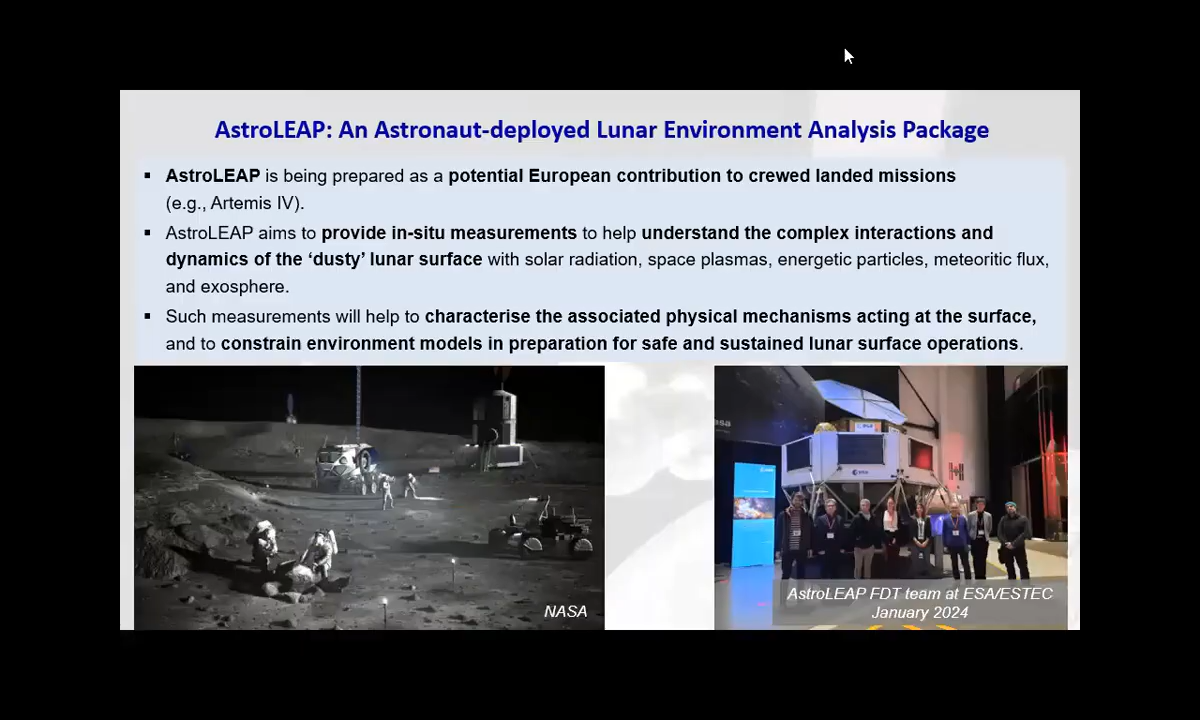 AstroLEAP: An Astronaut-deployed Lunar Environment Analysis Package
▪ AstroLEAP is being prepared as a potential European contribution to crewed landed missions
(e.g., Artemis IV).
▪ AstroLEAP aims to provide in-situ measurements to help understand the complex interactions and
dynamics of the ‘dusty’ lunar surface with solar radiation, space plasmas, energetic particles, meteoritic flux,
and exosphere.
▪ Such measurements will help to characterise the associated physical mechanisms acting at the surface,
and to constrain environment models in preparation for safe and sustained lunar surface operations.
NASA
AstroLEAP FDT team at ESA/ESTEC
January 2024